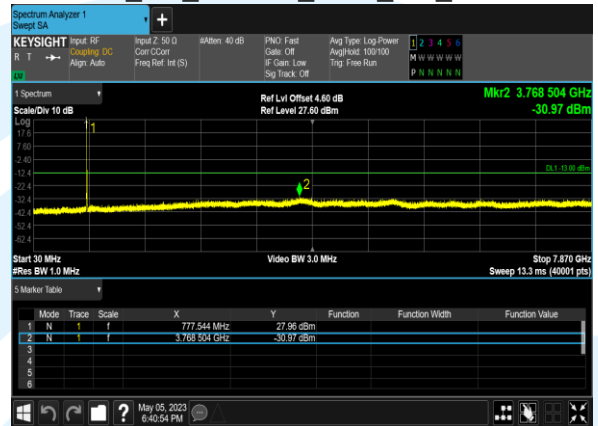 Spectrum Analyzer 1
Swept SA
KEYSIGHT
R T
LU
Input: RF
Coupling: DC
Align: Auto
Input Z: 50 Ω
Corr CCorr
Freq Ref: Int (S)
#Atten: 40 dB
PNO: Fast
Gate: Off
IF Gain: Low
Sig Track: Off
Avg Type: Log-Power
Avg|Hold: 100/100
Trig: Free Run
1 2 3 4 5 6
M W W W W W
P N N N N N
1 Spectrum
Scale/Div 10 dB
Ref Lvl Offset 4.60 dB
Ref Level 27.60 dBm
Mkr2 3.768 504 GHz
-30.97 dBm
Log
17.6
7.60
-2.40
-12.4
-22.4
-32.4
-42.4
-52.4
-62.4
1
2
DL1 -13.00 dBm
Start 30 MHz
#Res BW 1.0 MHz
Video BW 3.0 MHz
Stop 7.870 GHz
Sweep 13.3 ms (40001 pts)
5 Marker Table
Mode Trace Scale X Y Function Function Width Function Value
1 N 1 f 777.544 MHz 27.96 dBm
2 N 1 f 3.768 504 GHz -30.97 dBm
3
4
5
6
?
May 05, 2023
6:40:54 PM